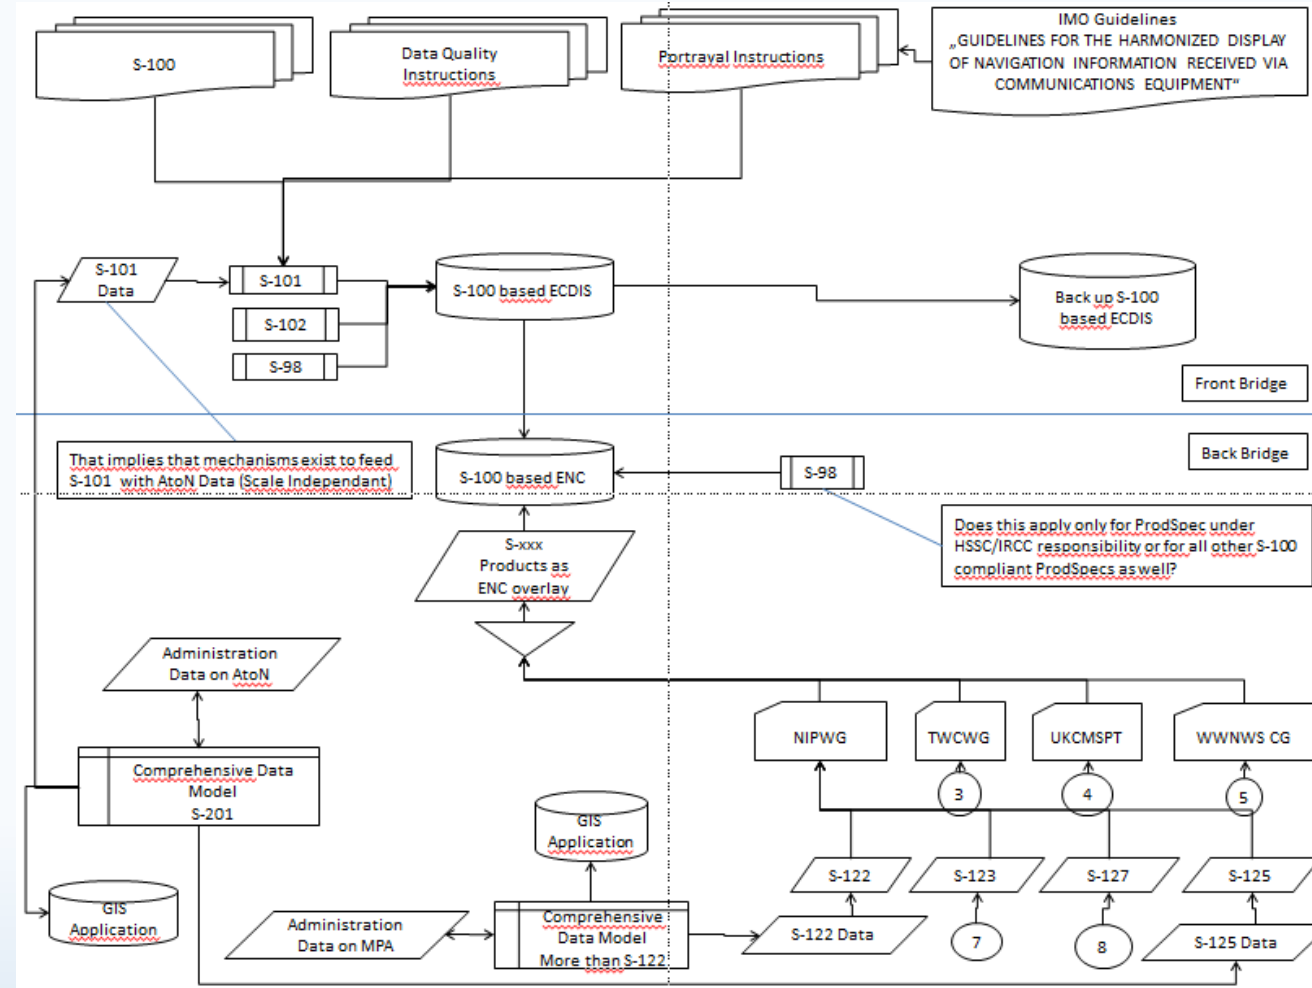 S-100
Data Quality
Instructions
Portrayal Instructions
IMO Guidelines
„GUIDELINES FOR THE HARMONIZED DISPLAY
OF NAVIGATION INFORMATION RECEIVED VIA
COMMUNICATIONS EQUIPMENT“
S-101
Data
S-101
S-102
S-98
S-100 based ECDIS
Back up S-100
based ECDIS
Front Bridge
Back Bridge
That implies that mechanisms exist to feed
S-101 with AtoN Data (Scale Independant)
S-100 based ENC
S-98
Does this apply only for ProdSpec under
HSSC/IRCC responsibility or for all other S-100
compliant ProdSpecs as well?
S-xxx
Products as
ENC overlay
Administration
Data on AtoN
Comprehensive Data
Model
S-201
GIS
Application
NIPWG
TWCWG
UKCMSPT
WWNWS CG
3
4
5
GIS
Application
S-122
S-123
S-127
S-125
Administration
Data on MPA
Comprehensive
Data Model
More than S-122
S-122 Data
7
8
S-125 Data